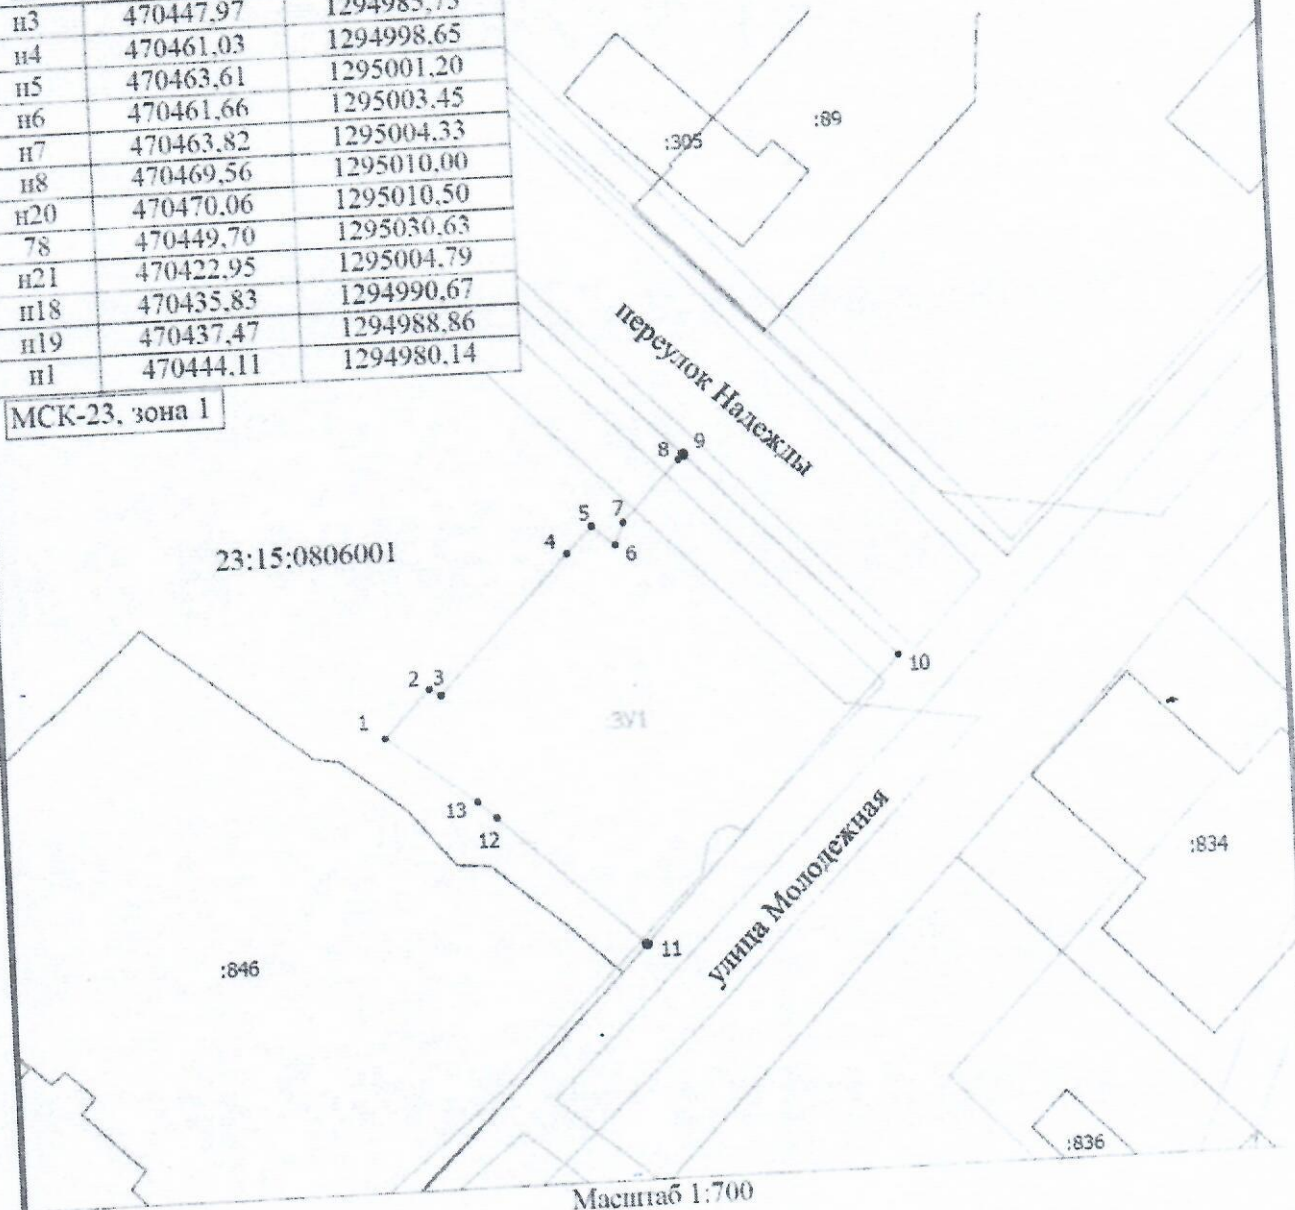 н3 470447,97 1294985,75
н4 470461,03 1294998,65
н5 470463,61 1295001,20
н6 470461,66 1295003,45
н7 470463,82 1295004,33
н8 470469,56 1295010,00
н20 470470,06 1295010,50
78 470449,70 1295030,63
н21 470422,95 1295004,79
н18 470435,83 1294990,67
н19 470437,47 1294988,86
н1 470444,11 1294980,14
МСК-23, зона 1
:305
:89
переулок Надежды
9
8
7
5
4
6
23:15:0806001
10
2 3
1
:ЗУ1
13
12
улица Молодежная
:834
11
:846
:836
Масштаб 1:700